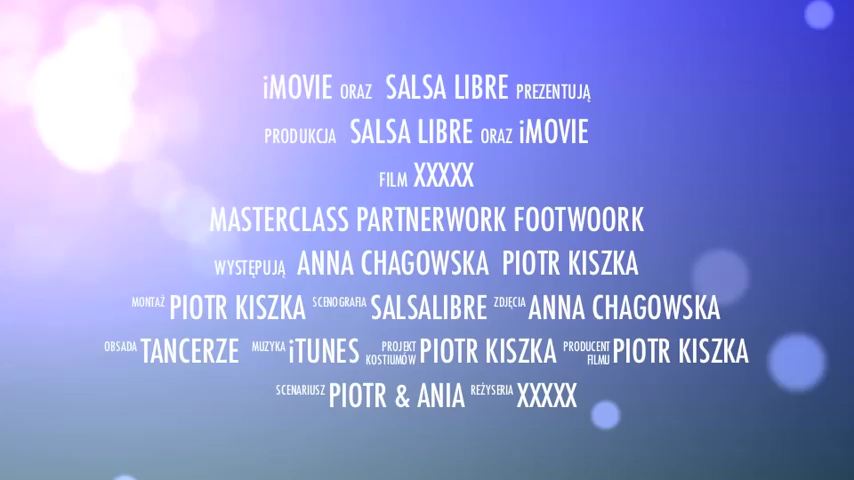 iMOVIE ORAZ SALSA LIBRE PREZENTUJĄ
PRODUKCJA SALSA LIBRE ORAZ iMOVIE
FILM XXXXX
MASTERCLASS PARTNERWORK FOOTWOORK
WYSTĘPUJĄ ANNA CHAGOWSKA PIOTR KISZKA
MONTAŻ PIOTR KISZKA SCENOGRAFIA SALSALIBRE ZDJĘCIA ANNA CHAGOWSKA
OBSADA TANCERZE MUZYKA iTUNES PROJEKT KOSTIUMÓW PIOTR KISZKA PRODUCENT FILMU PIOTR KISZKA
SCENARIUSZ PIOTR & ANIA REŻYSERIA XXXXX